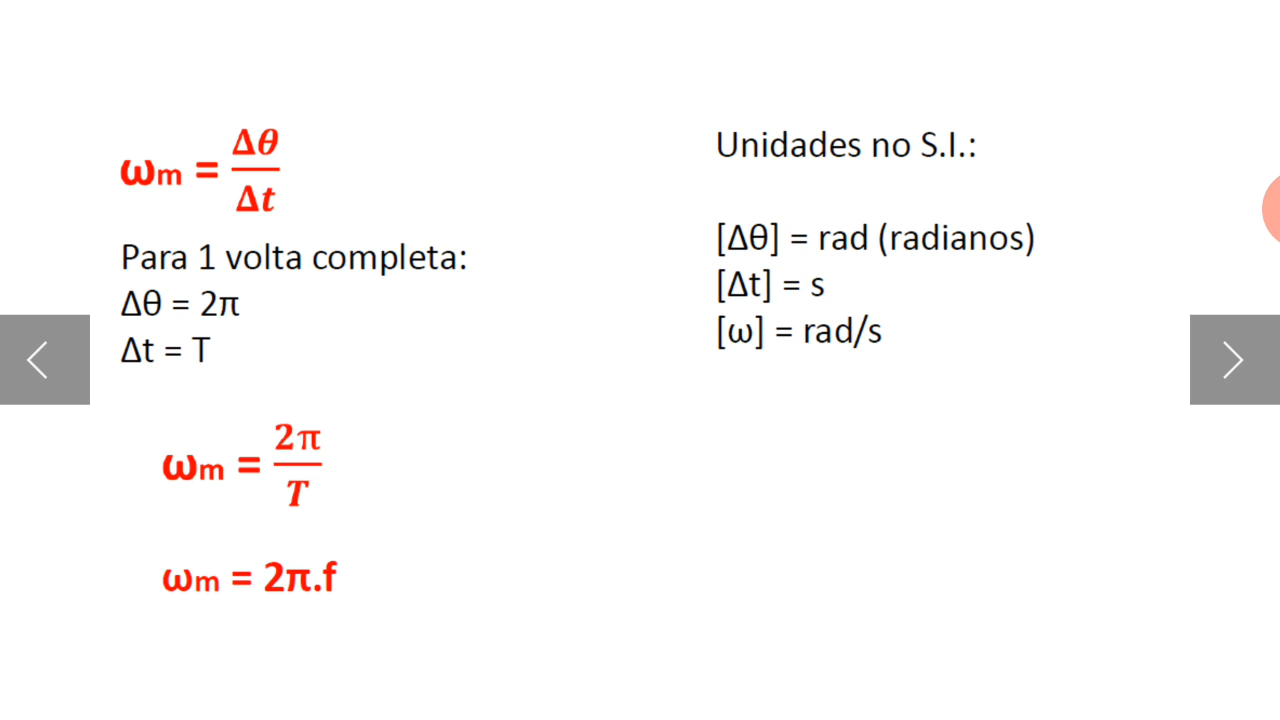 ωm = Δθ/Δt
Para 1 volta completa:
Δθ = 2π
Δt = T
ωm = 2π/T
ωm = 2π.f
Unidades no S.I.:
[Δθ] = rad (radianos)
[Δt] = s
[ω] = rad/s